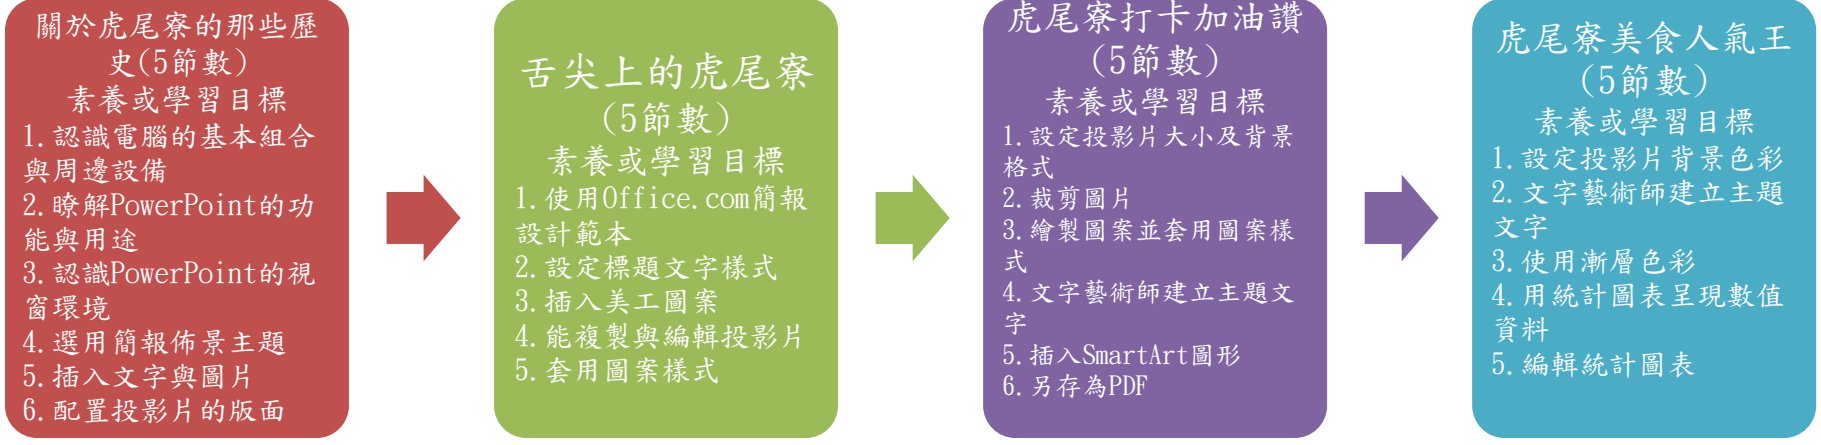 關於虎尾寮的那些歷
史(5節數)
素養或學習目標
1.認識電腦的基本組合
與周邊設備
2.瞭解PowerPoint的功
能與用途
3.認識PowerPoint的視
窗環境
4.選用簡報佈景主題
5.插入文字與圖片
6.配置投影片的版面
舌尖上的虎尾寮
(5節數)
素養或學習目標
1.使用Office.com簡報
設計範本
2.設定標題文字樣式
3.插入美工圖案
4.能複製與編輯投影片
5.套用圖案樣式
虎尾寮打卡加油讚
(5節數)
素養或學習目標
1.設定投影片大小及背景
格式
2.裁剪圖片
3.繪製圖案並套用圖案樣
式
4.文字藝術師建立主題文
字
5.插入SmartArt圖形
6.另存為PDF
虎尾寮美食人氣王
(5節數)
素養或學習目標
1.設定投影片背景色彩
2.文字藝術師建立主題
文字
3.使用漸層色彩
4.用統計圖表呈現數值
資料
5.編輯統計圖表